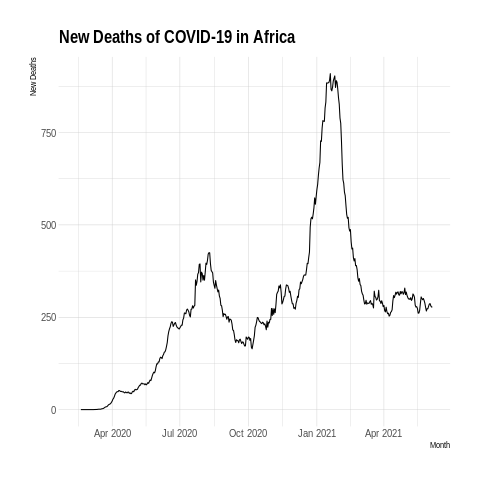 New Deaths of COVID-19 in Africa
New Deaths
750
500
250
0
Apr 2020 Jul 2020 Oct 2020 Jan 2021 Apr 2021
Month